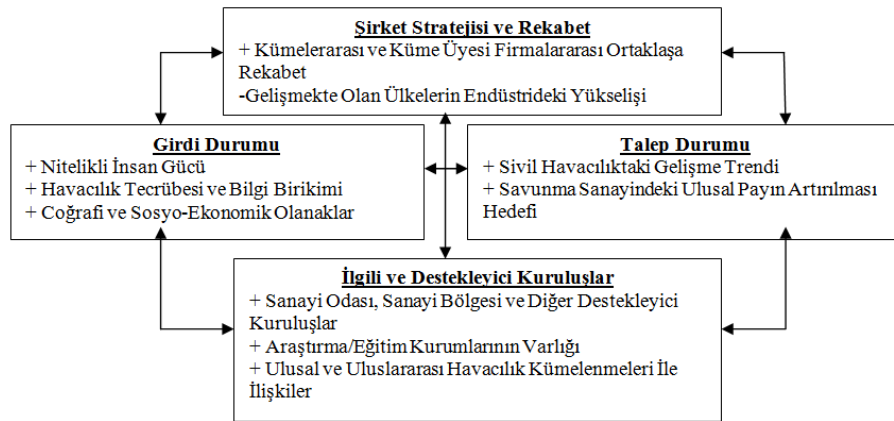 Şirket Stratejisi ve Rekabet
+ Kümelerarası ve Küme Üyesi Firmalararası Ortaklaşa
Rekabet
-Gelişmekte Olan Ülkelerin Endüstrideki Yükselişi
Girdi Durumu
+ Nitelikli İnsan Gücü
+ Havacılık Tecrübesi ve Bilgi Birikimi
+ Coğrafi ve Sosyo-Ekonomik Olanaklar
Talep Durumu
+ Sivil Havacılıktaki Gelişme Trendi
+ Savunma Sanayindeki Ulusal Payın Artırılması
Hedefi
İlgili ve Destekleyici Kuruluşlar
+ Sanayi Odası, Sanayi Bölgesi ve Diğer Destekleyici
Kuruluşlar
+ Araştırma/Eğitim Kurumlarının Varlığı
+ Ulusal ve Uluslararası Havacılık Kümelenmeleri İle
İlişkiler